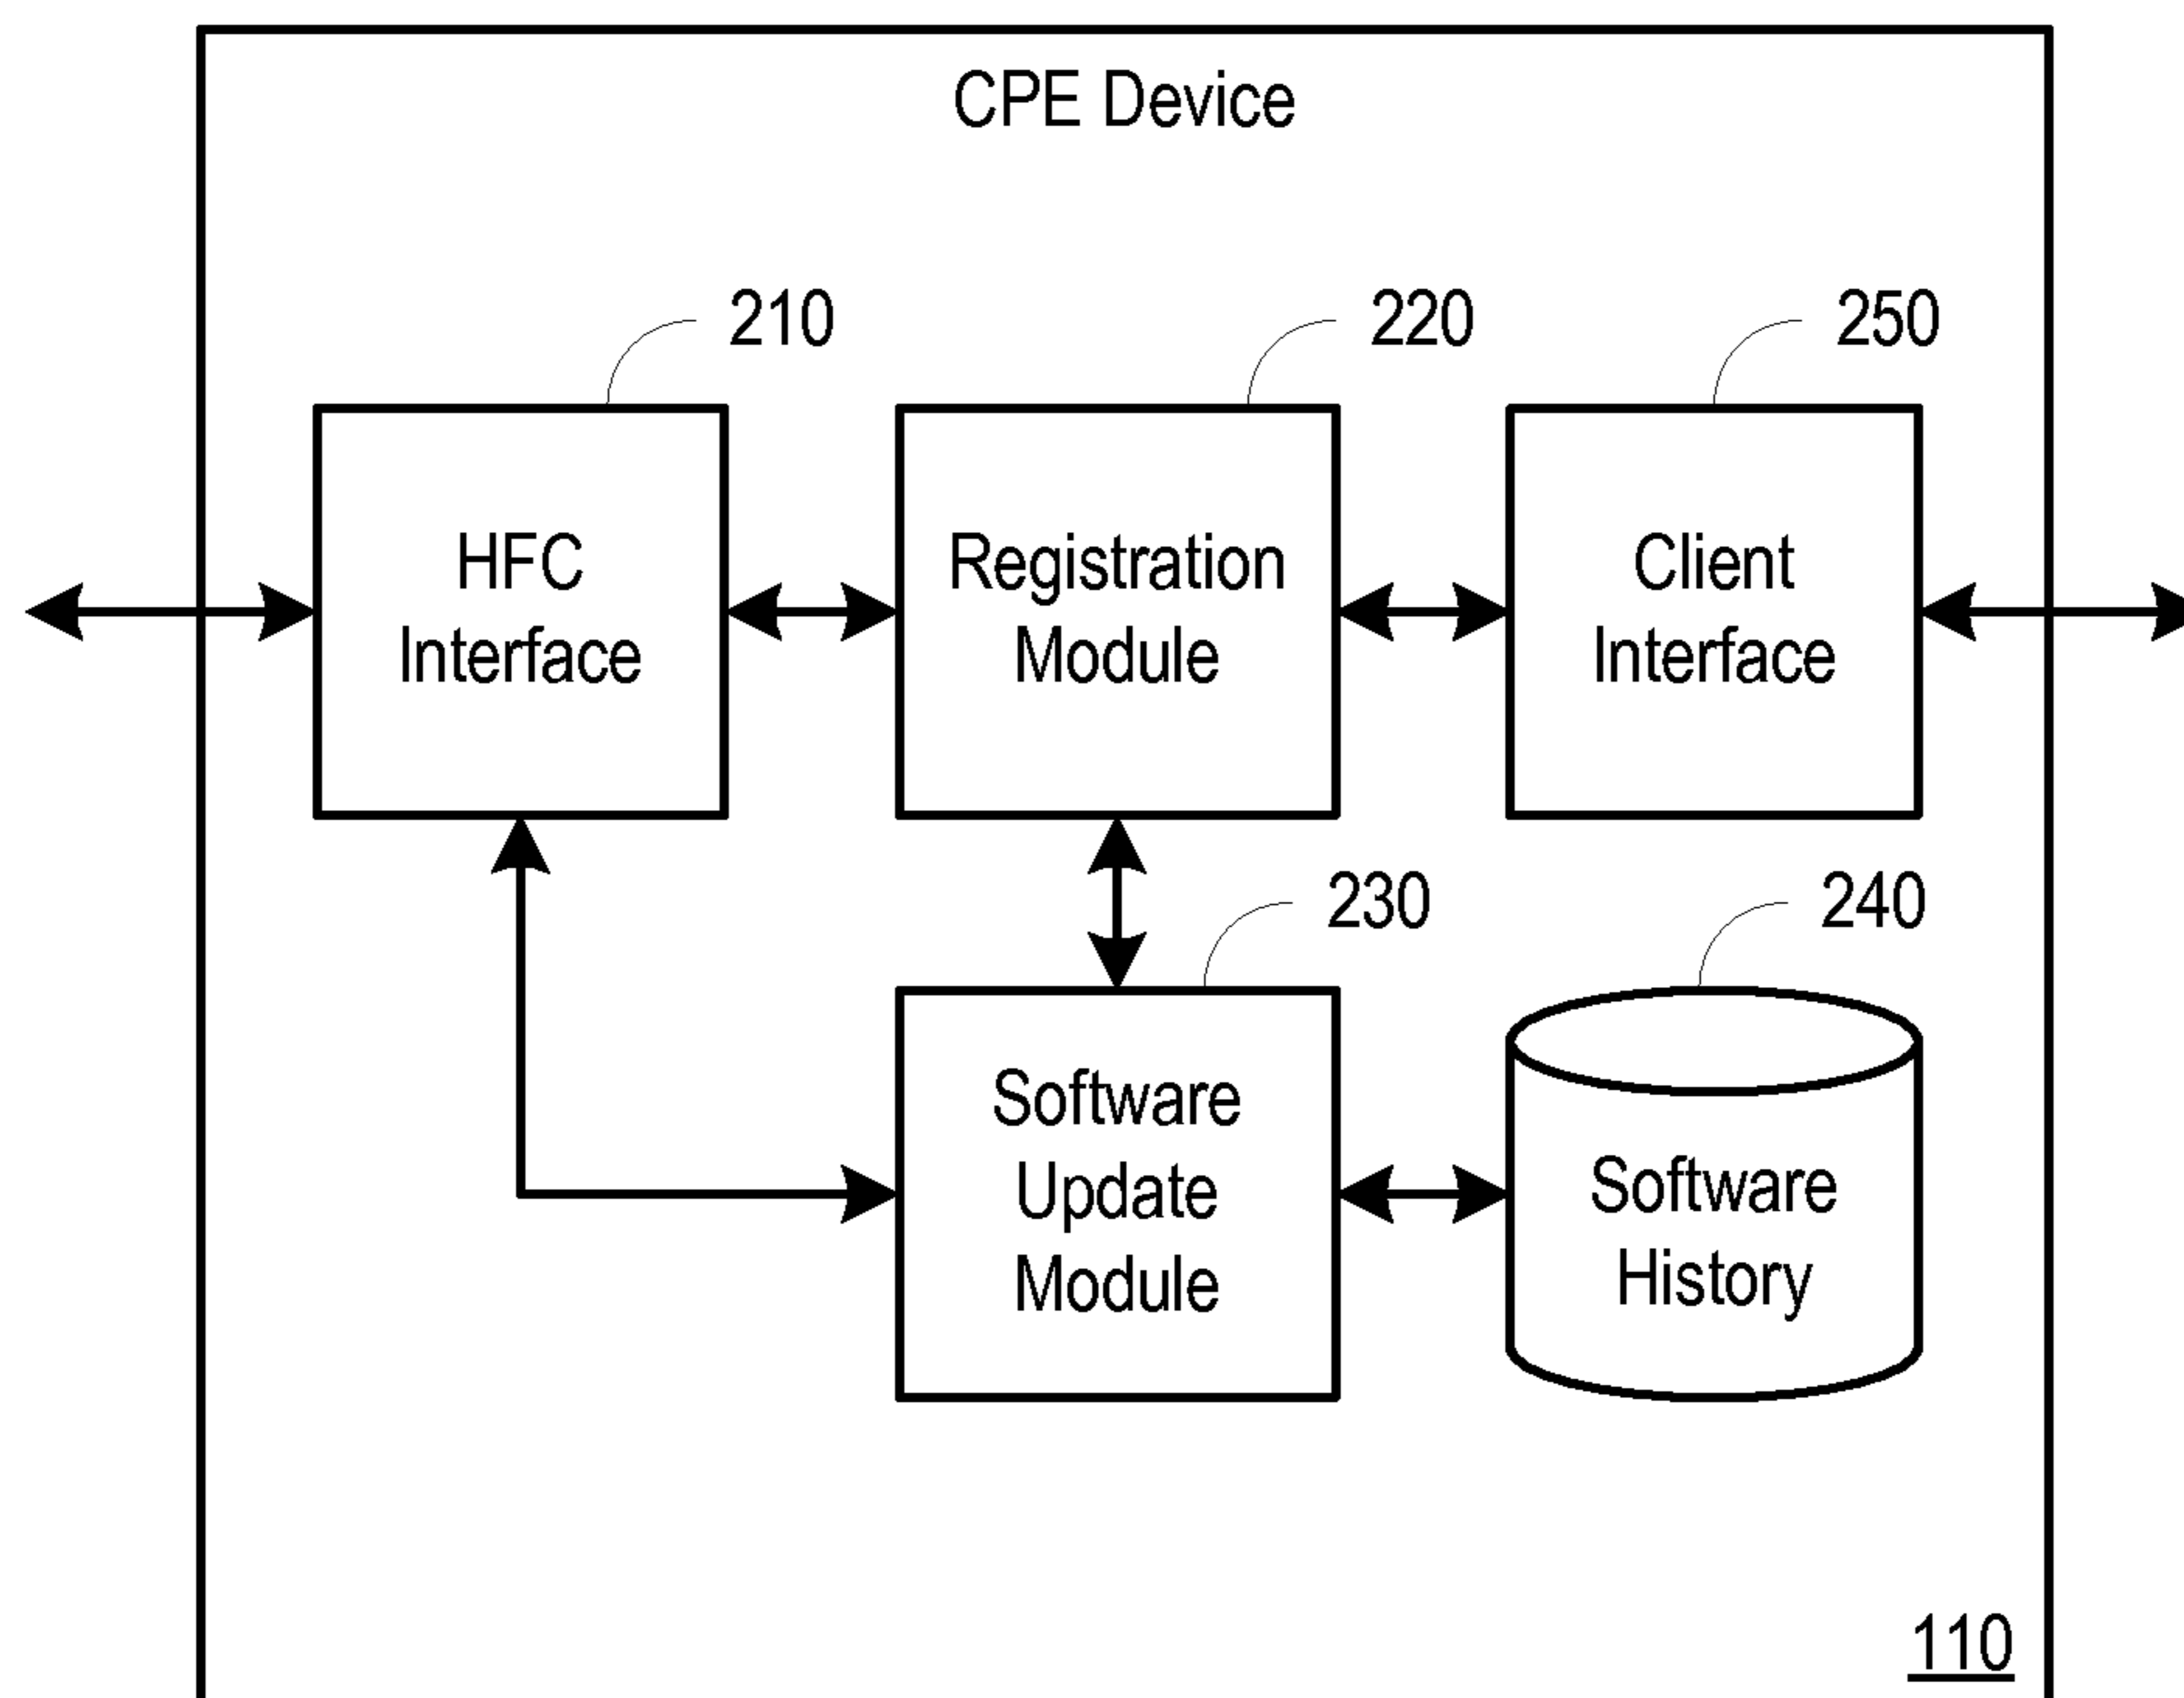 CPE Device
210
220
250
HFC
Interface
Registration
Module
Client
Interface
230
240
Software
Update
Module
Software
History
110